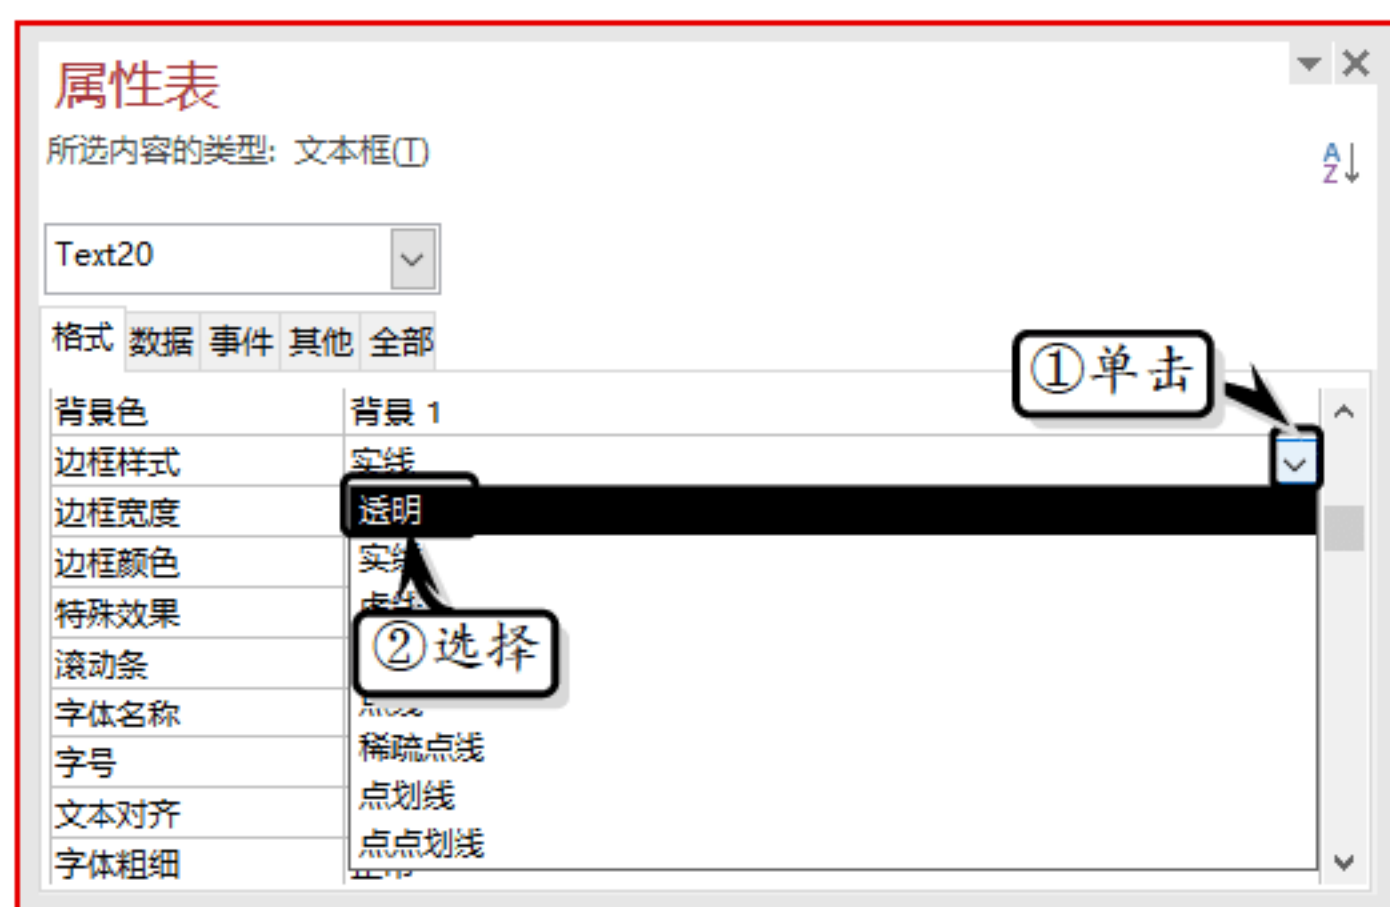 属性表
所选内容的类型: 文本框(T)
Text20
格式 数据 事件 其他 全部
①单击
背景色 背景 1
边框样式 实线
边框宽度 透明
边框颜色
特殊效果
②选择
滚动条
字体名称
字号 稀疏点线
文本对齐 点划线
点点划线
字体粗细